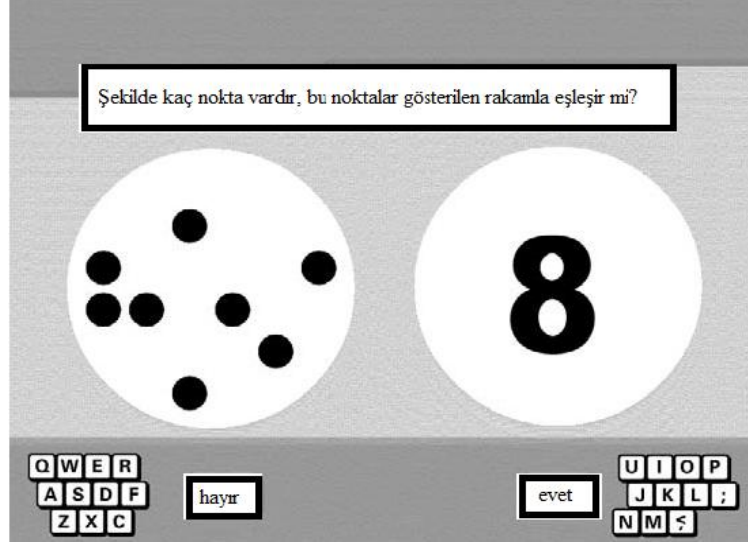 Şekilde kaç nokta vardır, bu noktalar gösterilen rakamla eşleşir mi?
8
Q W E R
A S D F
Z X C
hayır
evet
U I O P
J K L ;
N M